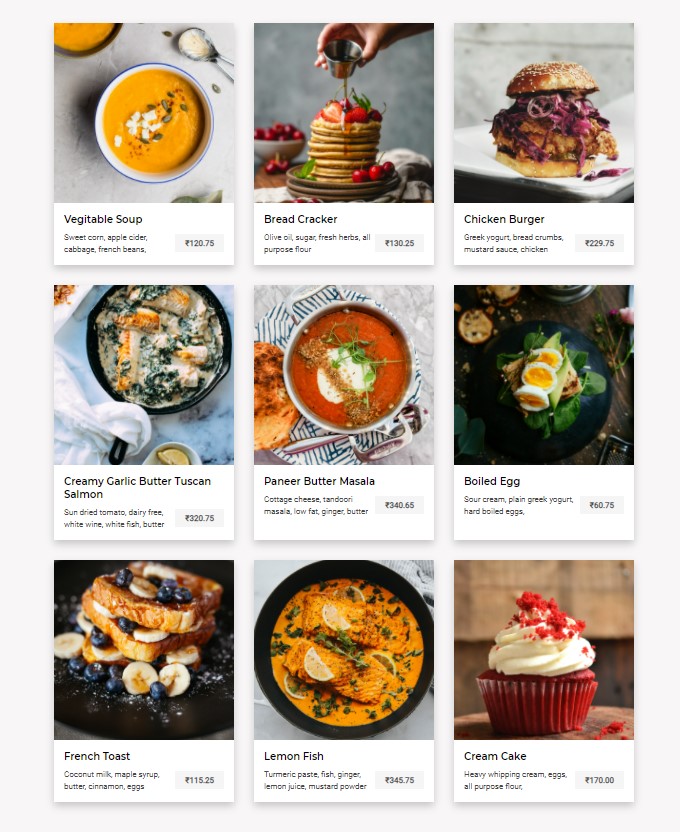 Vegitable Soup
Sweet corn, apple cider,
cabbage, french beans,
₹120.75
Bread Cracker
Olive oil, sugar, fresh herbs, all
purpose flour
₹130.25
Chicken Burger
Greek yogurt, bread crumbs,
mustard sauce, chicken
₹229.75
Creamy Garlic Butter Tuscan
Salmon
Sun dried tomato, dairy free,
white wine, white fish, butter
₹320.75
Paneer Butter Masala
Cottage cheese, tandoori
masala, low fat, ginger, butter
₹340.65
Boiled Egg
Sour cream, plain greek yogurt,
hard boiled eggs,
₹60.75
French Toast
Coconut milk, maple syrup,
butter, cinnamon, eggs
₹115.25
Lemon Fish
Turmeric paste, fish, ginger,
lemon juice, mustard powder
₹345.75
Cream Cake
Heavy whipping cream, eggs,
all purpose flour,
₹170.00